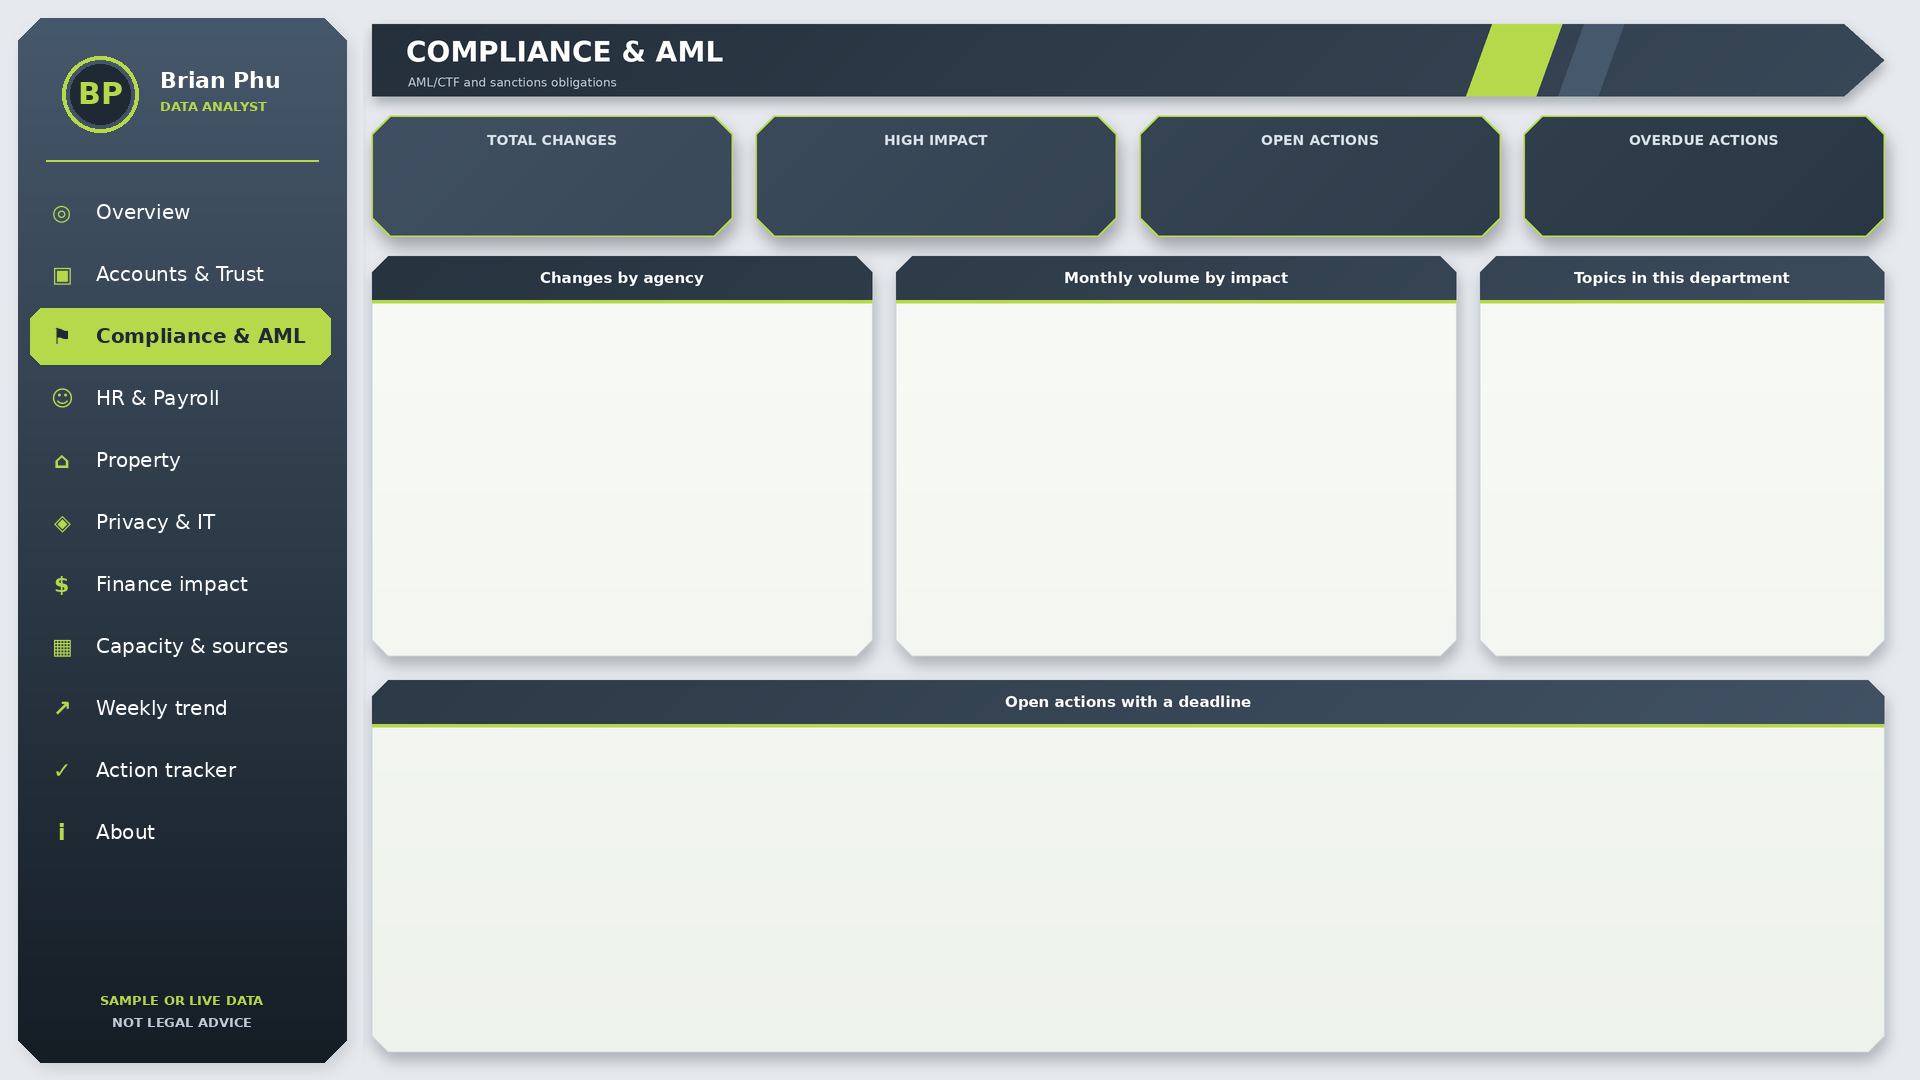 BP
Brian Phu
DATA ANALYST
Overview
Accounts & Trust
Compliance & AML
HR & Payroll
Property
Privacy & IT
$ Finance impact
Capacity & sources
Weekly trend
Action tracker
i About
SAMPLE OR LIVE DATA
NOT LEGAL ADVICE
COMPLIANCE & AML
AML/CTF and sanctions obligations
TOTAL CHANGES
HIGH IMPACT
OPEN ACTIONS
OVERDUE ACTIONS
Changes by agency
Monthly volume by impact
Topics in this department
Open actions with a deadline